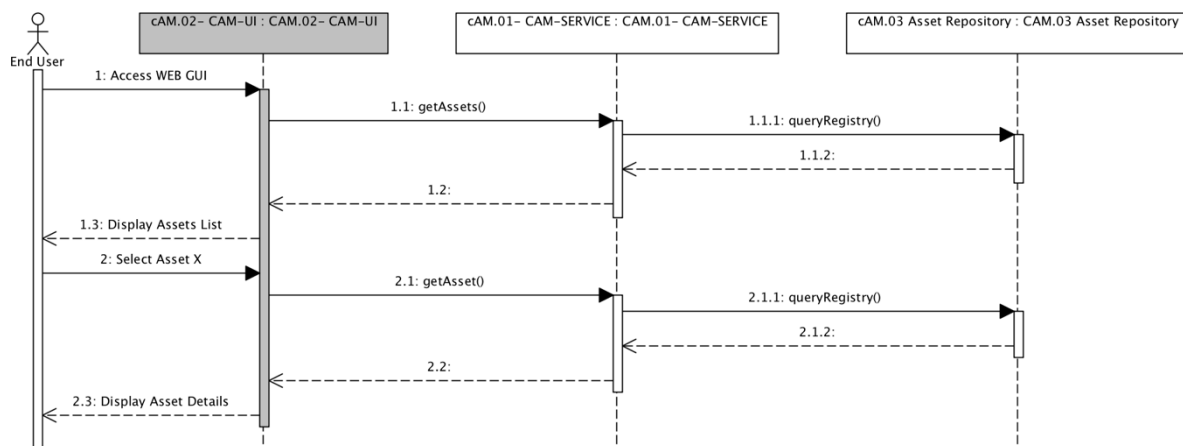 cAM.02- CAM-UI : CAM.02- CAM-UI
cAM.01- CAM-SERVICE : CAM.01- CAM-SERVICE
cAM.03 Asset Repository : CAM.03 Asset Repository
End User
1: Access WEB GUI
1.1: getAssets()
1.1.1: queryRegistry()
1.1.2:
1.2:
1.3: Display Assets List
2: Select Asset X
2.1: getAsset()
2.1.1: queryRegistry()
2.1.2:
2.2:
2.3: Display Asset Details